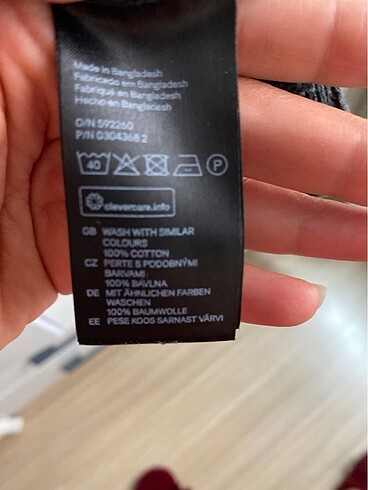 Made in Bangladesh
Fabricado em Bangladesh
Fabriqué en Bangladesh
Hecho en Bangladesh
O/N 592260
P/N 0304368.2
40 P
clevercare.info
GB WASH WITH SIMILAR
COLOURS
100% COTTON
CZ PERTE S PODOBNÝMI
BARVAMI
100% BAVLNA
DE MIT ÄHNLICHEN FARBEN
WASCHEN
100% BAUMWOLLE
EE PESE KOOS SARNAST VÄRVI